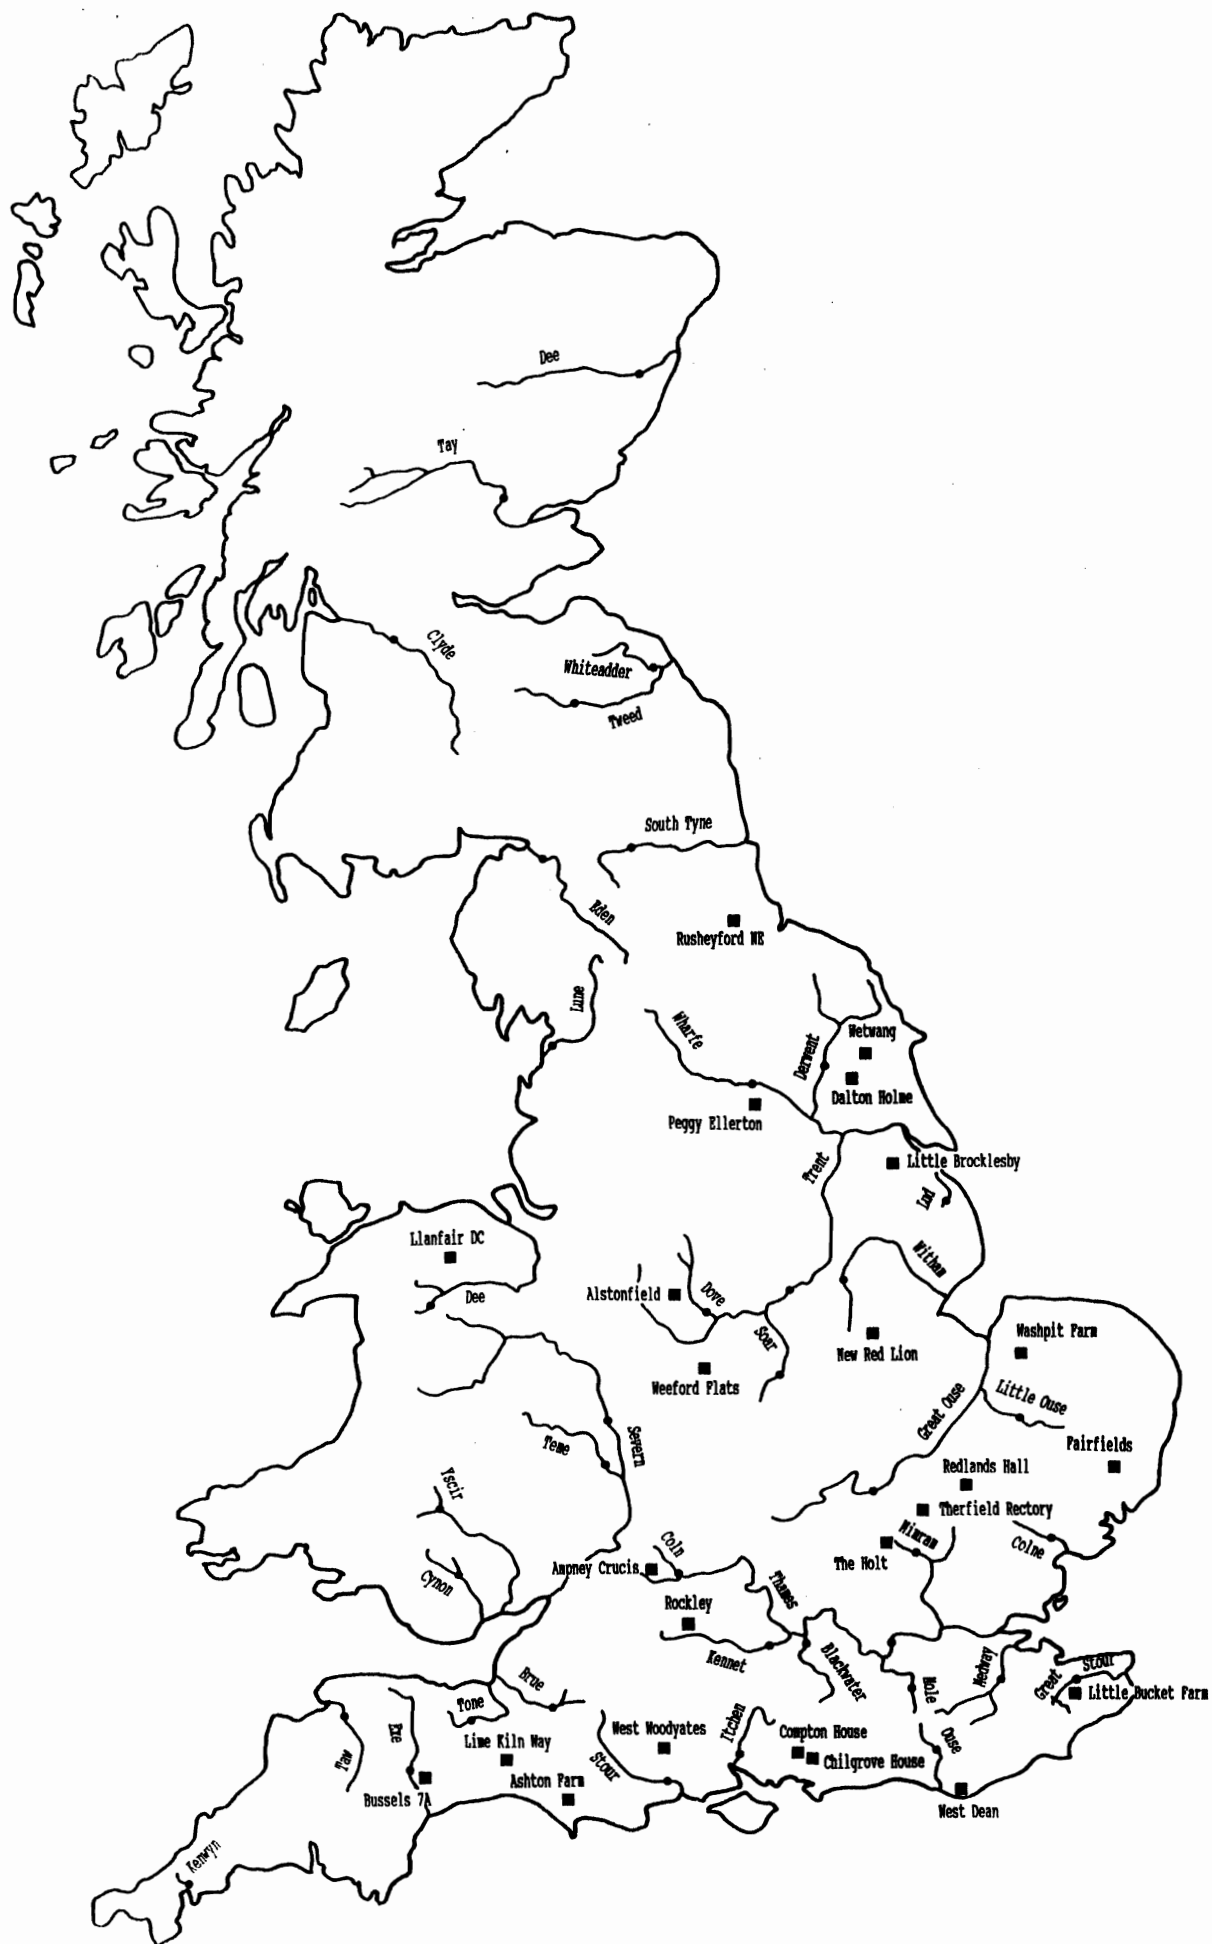 Dee
Tay
Clyde
Whiteadder
Tweed
South Tyne
Eden
Rusheyford NE
Lune
Wharfe
Derwent
Wetwang
Dalton Holme
Peggy Ellerton
Trent
Little Brocklesby
Lud
Llanfair DC
Witham
Dee
Alstonfield
Dove
Soar
New Red Lion
Washpit Farm
Weeford Flats
Great Ouse
Little Ouse
Severn
Teme
Fairfields
Yscir
Redlands Hall
Therfield Rectory
Mimram
Colne
The Holt
Coln
Ampney Crucis
Cynon
Thames
Rockley
Kennet
Blackwater
Mole
Medway
Great Stour
Little Bucket Farm
Brue
Tone
Exe
Taw
Lime Kiln Way
West Woodyates
Itchen
Compton House
Chilgrove House
Ouse
Stour
Ashton Farm
Bussels 7A
West Dean
Kenwyn